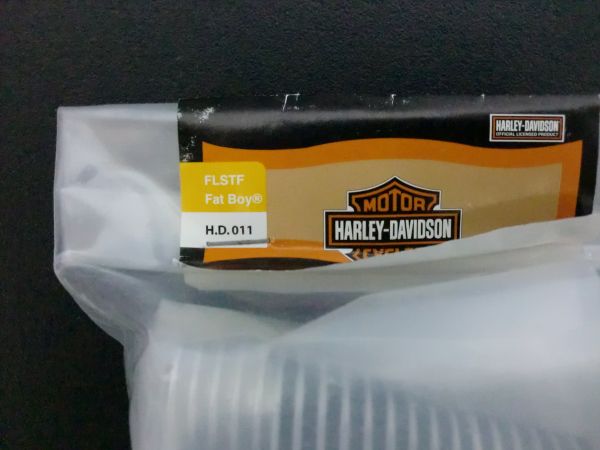 HARLEY-DAVIDSON
OFFICIAL LICENSED PRODUCT
FLSTF
Fat Boy®
H.D. 011
MOTOR
HARLEY-DAVIDSON